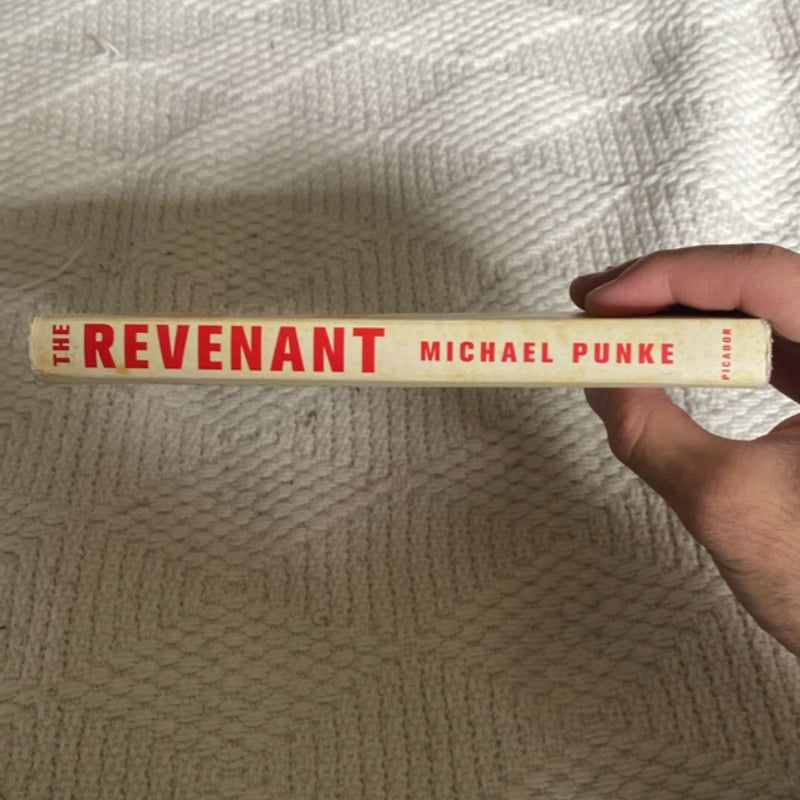 THE
REVENANT
MICHAEL PUNKE
PICADOR